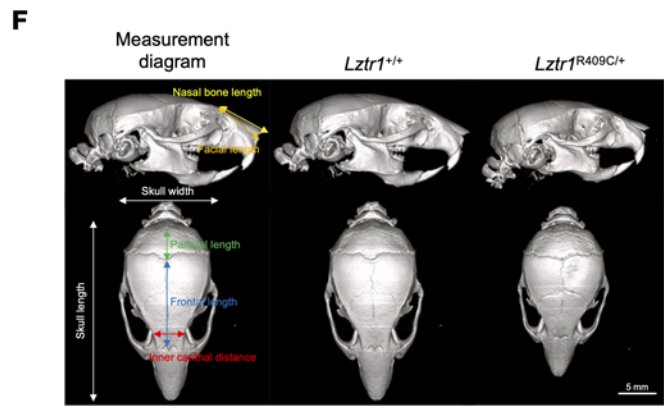 F
Measurement
diagram
Lztr1+/+
Lztr1R409C/+
Nasal bone length
Facial length
Skull width
Skull length
Parietal length
Frontal length
Inner canthal distance
5 mm